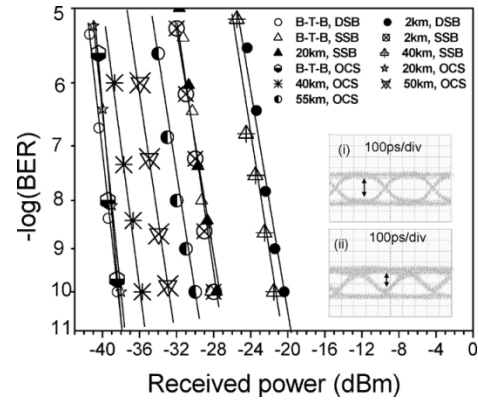 5
6
7
8
9
10
11
-log(BER)
B-T-B, DSB
2km, DSB
B-T-B, SSB
2km, SSB
20km, SSB
40km, SSB
B-T-B, OCS
20km, OCS
40km, OCS
50km, OCS
55km, OCS
(i)
100ps/div
(ii)
100ps/div
-40 -36 -32 -28 -24 -20 -16 -12 -8 -4 0
Received power (dBm)